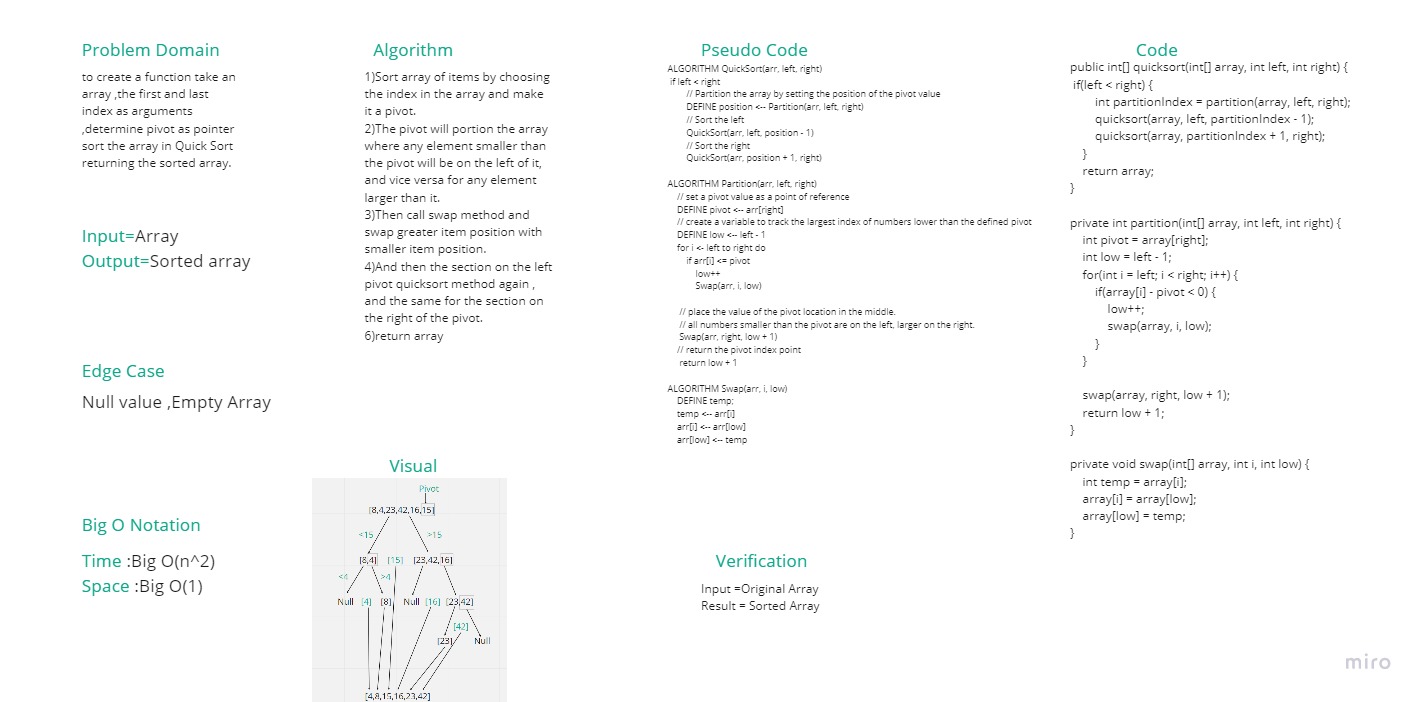 Problem Domain
to create a function take an
array ,the first and last
index as arguments
,determine pivot as pointer
sort the array in Quick Sort
returning the sorted array.
Input=Array
Output=Sorted array
Edge Case
Null value ,Empty Array
Big O Notation
Time :Big O(n^2)
Space :Big O(1)
Algorithm
1)Sort array of items by choosing
the index in the array and make
it a pivot.
2)The pivot will portion the array
where any element smaller than
the pivot will be on the left of it,
and vice versa for any element
larger than it.
3)Then call swap method and
swap greater item position with
smaller item position.
4)And then the section on the left
pivot quicksort method again ,
and the same for the section on
the right of the pivot.
6)return array
Visual
Pivot
[8,4,23,42,16,15]
<15 >15
[8,4] [15] [23,42,16]
<4 >4
Null [4] [8] Null [16] [23,42]
[42]
[23] Null
[4,8,15,16,23,42]
Pseudo Code
ALGORITHM QuickSort(arr, left, right)
if left < right
// Partition the array by setting the position of the pivot value
DEFINE position <-- Partition(arr, left, right)
// Sort the left
QuickSort(arr, left, position - 1)
// Sort the right
QuickSort(arr, position + 1, right)
ALGORITHM Partition(arr, left, right)
// set a pivot value as a point of reference
DEFINE pivot <-- arr[right]
// create a variable to track the largest index of numbers lower than the defined pivot
DEFINE low <-- left - 1
for i <- left to right do
if arr[i] <= pivot
low++
Swap(arr, i, low)
// place the value of the pivot location in the middle.
// all numbers smaller than the pivot are on the left, larger on the right.
Swap(arr, right, low + 1)
// return the pivot index point
return low + 1
ALGORITHM Swap(arr, i, low)
DEFINE temp;
temp <-- arr[i]
arr[i] <-- arr[low]
arr[low] <-- temp
Verification
Input =Original Array
Result = Sorted Array
Code
public int[] quicksort(int[] array, int left, int right) {
if(left < right) {
int partitionIndex = partition(array, left, right);
quicksort(array, left, partitionIndex - 1);
quicksort(array, partitionIndex + 1, right);
}
return array;
}
private int partition(int[] array, int left, int right) {
int pivot = array[right];
int low = left - 1;
for(int i = left; i < right; i++) {
if(array[i] - pivot < 0) {
low++;
swap(array, i, low);
}
}
swap(array, right, low + 1);
return low + 1;
}
private void swap(int[] array, int i, int low) {
int temp = array[i];
array[i] = array[low];
array[low] = temp;
}
miro